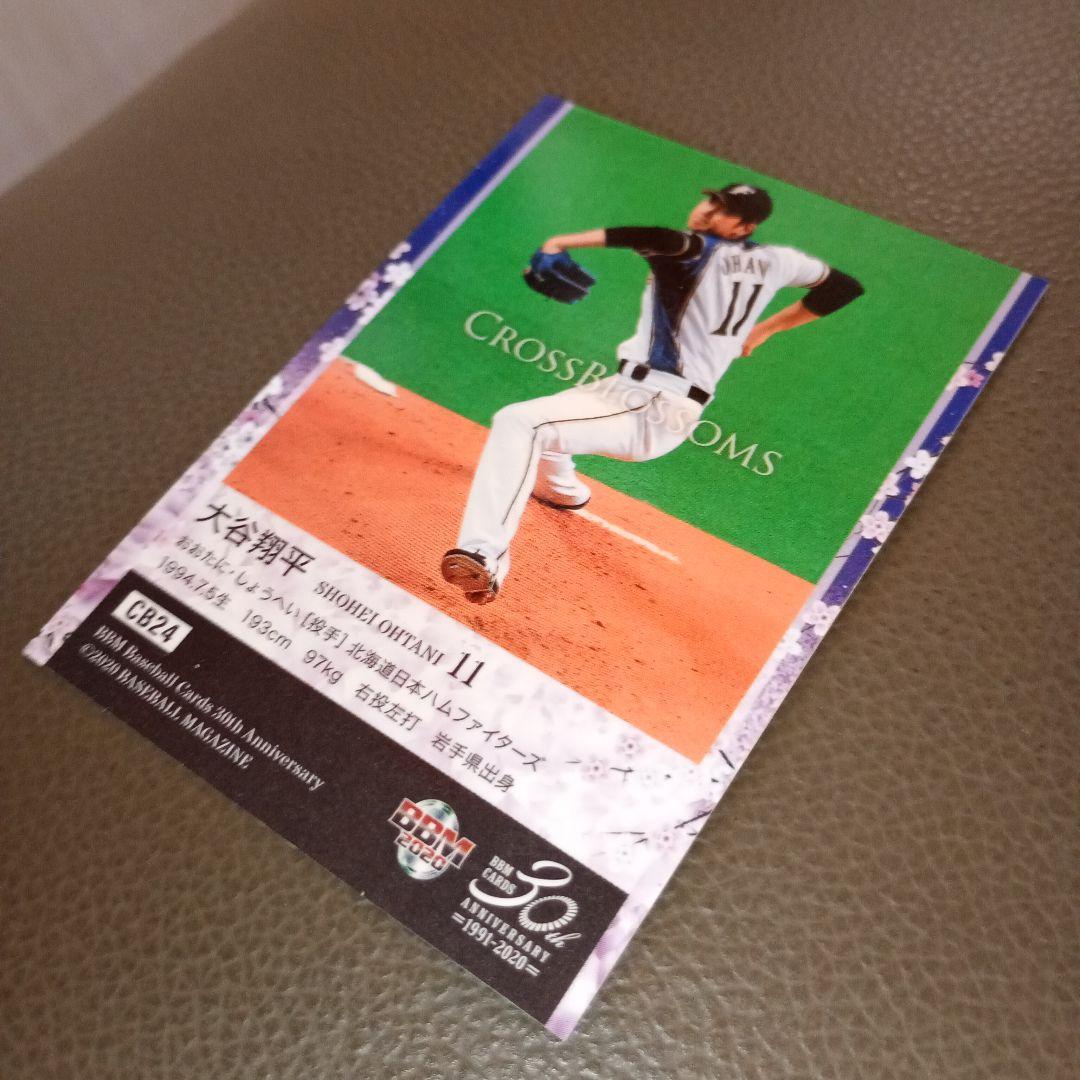 OHAN
11
CROSSBLOSSOMS
大谷翔平 SHOHEI OHTANI 11
おおたに・しょうへい [投手] 北海道日本ハムファイターズ
1994.7.5生 193cm 97kg 右投左打 岩手県出身
CB24
BBM Baseball Cards 30th Anniversary
©2020 BASEBALL MAGAZINE
BBM
2020
BBM
CARDS
30th
ANNIVERSARY
=1991-2020=